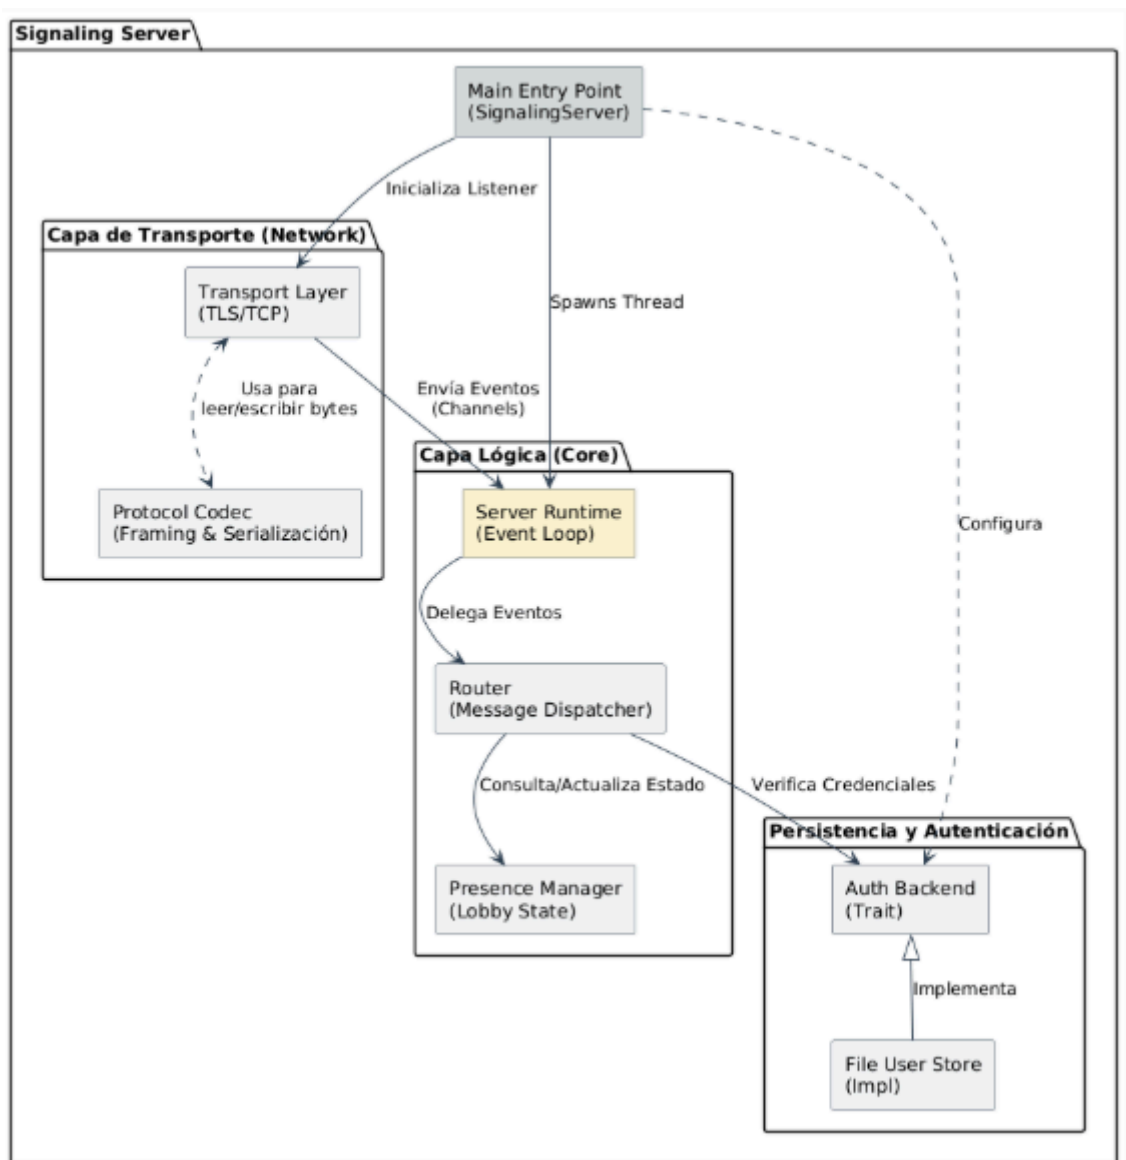 Signaling Server
Main Entry Point
(SignalingServer)
Inicializa Listener
Capa de Transporte (Network)
Transport Layer
(TLS/TCP)
Spawns Thread
Usa para
leer/escribir bytes
Envía Eventos
(Channels)
Capa Lógica (Core)
Protocol Codec
(Framing & Serialización)
Server Runtime
(Event Loop)
Configura
Delega Eventos
Router
(Message Dispatcher)
Consulta/Actualiza Estado
Verifica Credenciales
Persistencia y Autenticación
Presence Manager
(Lobby State)
Auth Backend
(Trait)
Implementa
File User Store
(Impl)